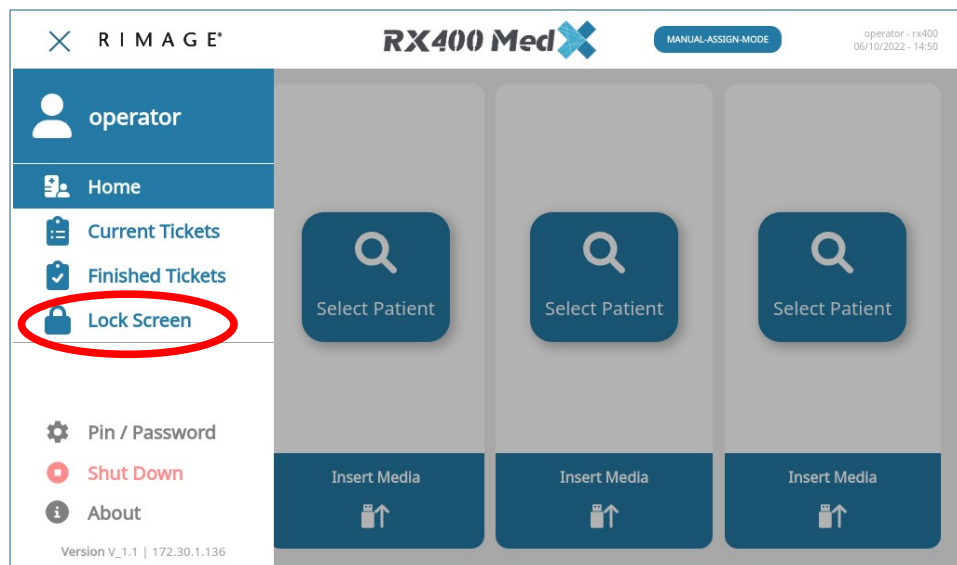 RIMAGE®
RX400 MedX
MANUAL-ASSIGN-MODE
operator - rx400
06/10/2022 - 14:50
operator
Home
Current Tickets
Finished Tickets
Lock Screen
Pin / Password
Shut Down
About
Version V_1.1 | 172.30.1.136
Select Patient
Select Patient
Select Patient
Insert Media
Insert Media
Insert Media